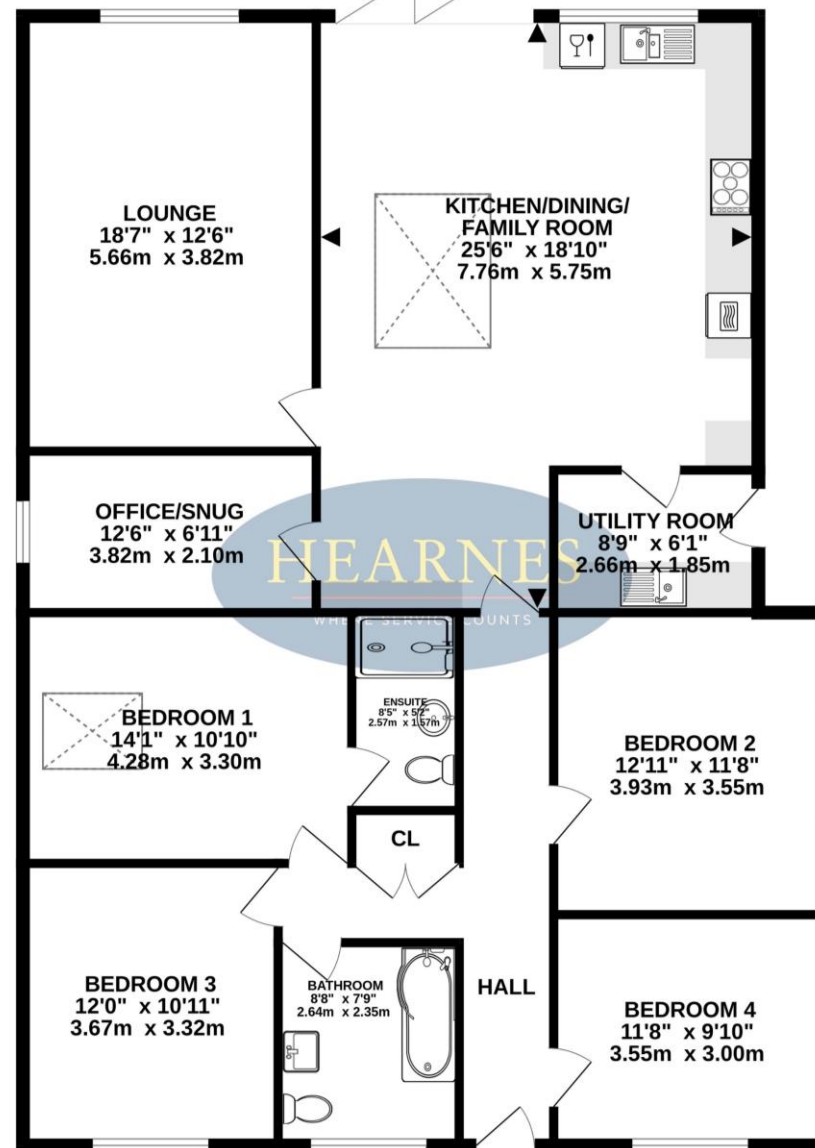 LOUNGE
18'7" x 12'6"
5.66m x 3.82m
KITCHEN/DINING/
FAMILY ROOM
25'6" x 18'10"
7.76m x 5.75m
OFFICE/SNUG
12'6" x 6'11"
3.82m x 2.10m
UTILITY ROOM
8'9" x 6'1"
2.66m x 1.85m
HEARNES
WHERE SERVICE COUNTS
BEDROOM 1
14'1" x 10'10"
4.28m x 3.30m
ENSUITE
8'5" x 5'2"
2.57m x 1.57m
BEDROOM 2
12'11" x 11'8"
3.93m x 3.55m
CL
BEDROOM 3
12'0" x 10'11"
3.67m x 3.32m
BATHROOM
8'8" x 7'9"
2.64m x 2.35m
HALL
BEDROOM 4
11'8" x 9'10"
3.55m x 3.00m